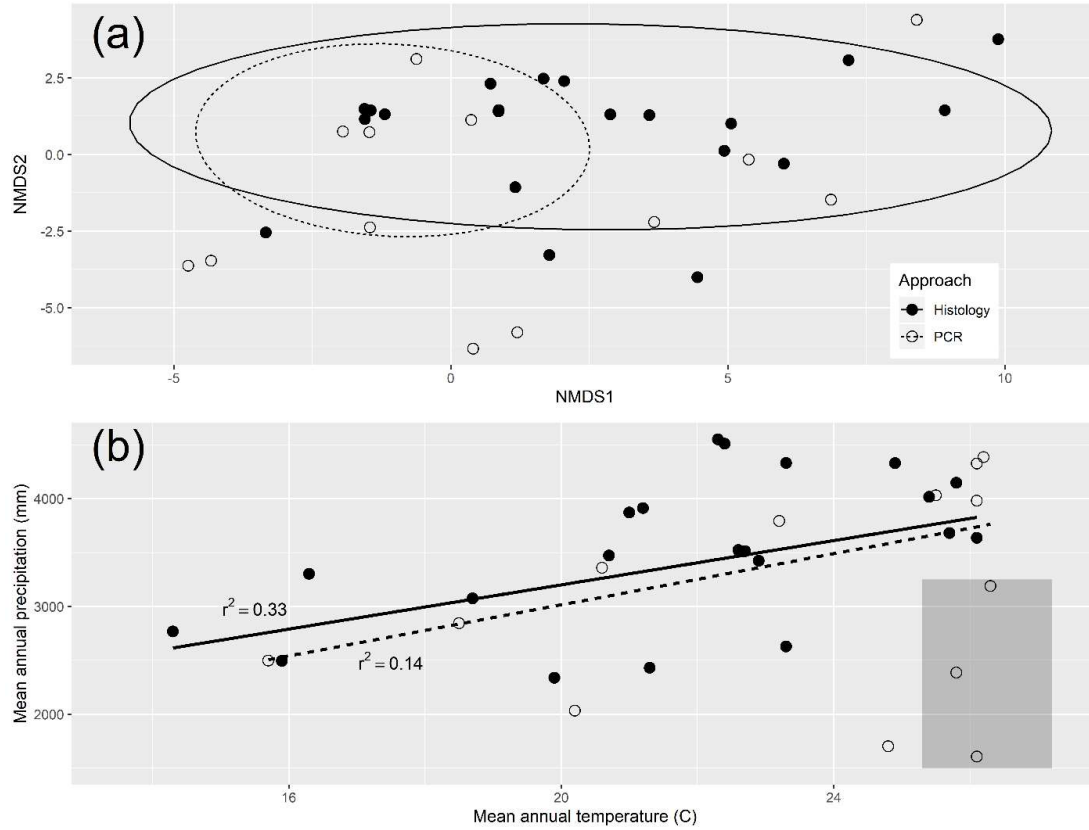 (a)
NMDS2
2.5
0.0
-2.5
-5.0
Approach
Histology
PCR
-5
0
5
10
NMDS1
(b)
Mean annual precipitation (mm)
4000
3000
2000
r² = 0.33
r² = 0.14
16
20
24
Mean annual temperature (C)